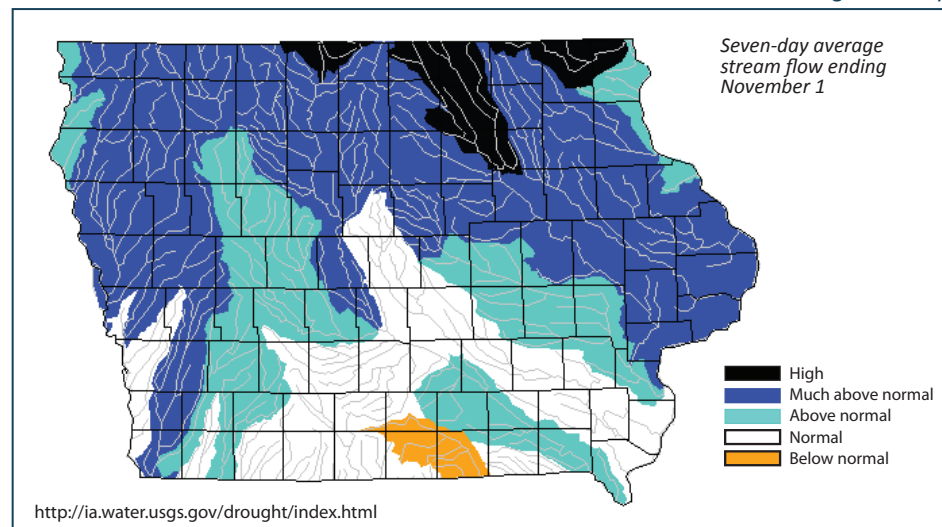 Seven-day average
stream flow ending
November 1
High
Much above normal
Above normal
Normal
Below normal
http://ia.water.usgs.gov/drought/index.html